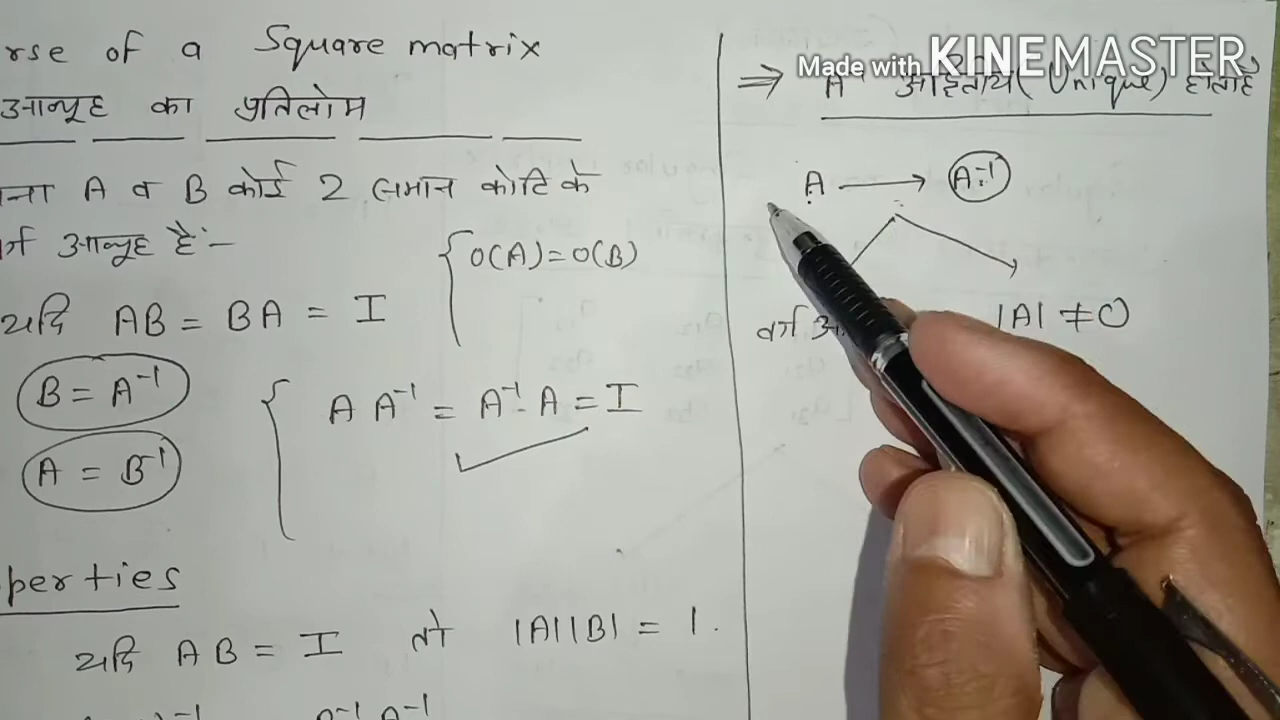 rse of a Square matrix
आव्यूह का प्रतिलोम
ना A व B कोई 2 समान कोटि के
र्ग आव्यूह है:-
{ O(A)=O(B)
यदि AB = BA = I
B = A⁻¹
{ A A⁻¹ = A⁻¹. A = I
A = B⁻¹
perties
यदि AB = I तो |A||B| = 1.
A⁻¹
Made with KINEMASTER
⇒ A⁻¹ (Unique) होता है
A → A⁻¹
वर्ग |A| ≠ 0